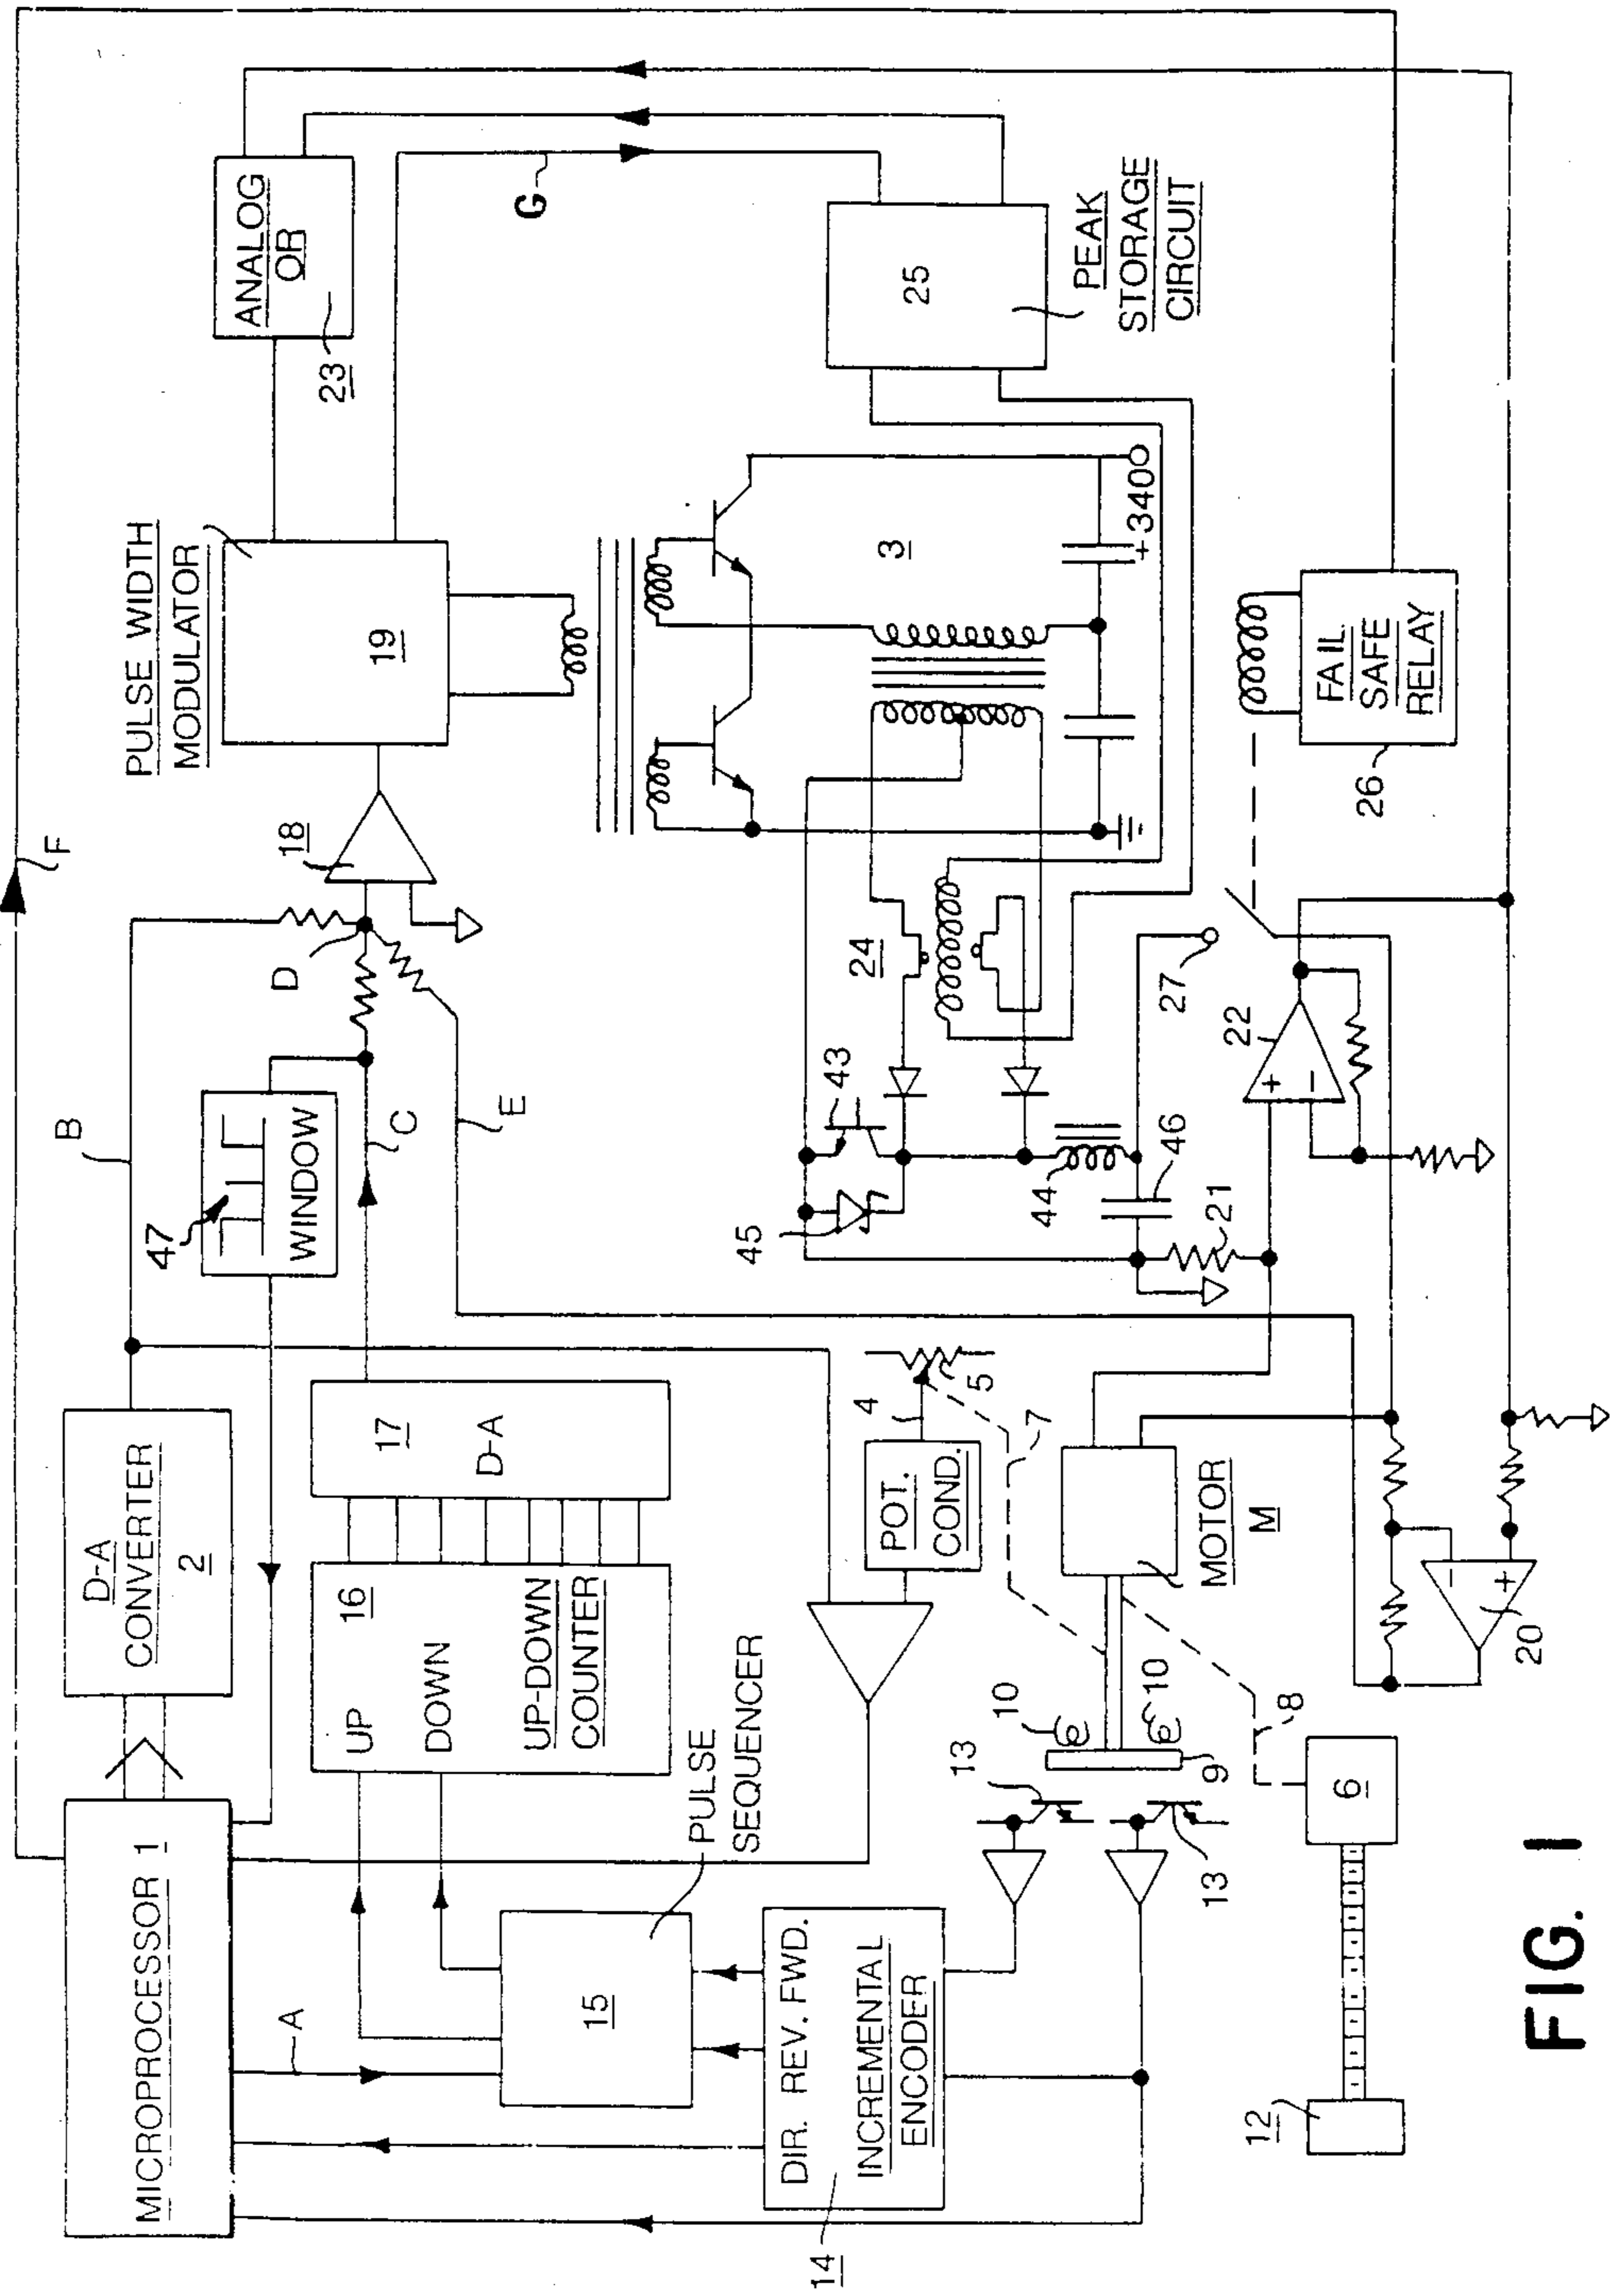 MICROPROCESSOR 1
D-A
CONVERTER
2
B
F
A
47
WINDOW
C
D
E
18
PULSE WIDTH
MODULATOR
19
ANALOG
OR
23
G
UP
DOWN
16
UP-DOWN
COUNTER
17
D-A
15
PULSE
SEQUENCER
DIR. REV. FWD.
INCREMENTAL
ENCODER
14
POT.
COND.
4
5
7
8
MOTOR
M
10
10
9
13
13
6
12
20
21
22
+
-
-
+
24
43
44
45
46
27
3
+340
25
PEAK
STORAGE
CIRCUIT
FAIL
SAFE
RELAY
26
FIG. 1